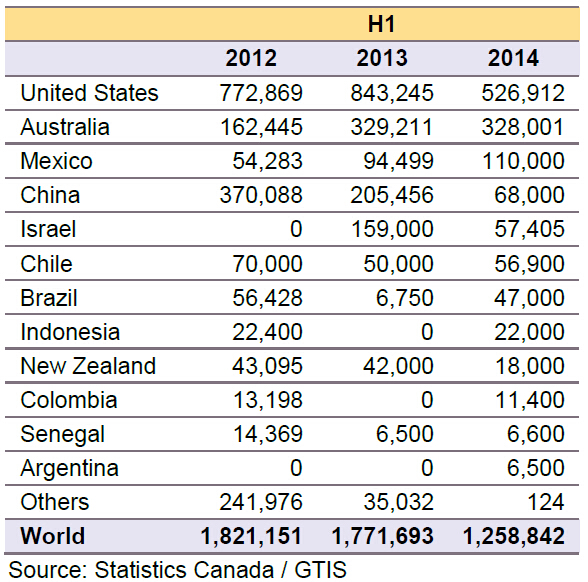 H1
2012 2013 2014
United States 772,869 843,245 526,912
Australia 162,445 329,211 328,001
Mexico 54,283 94,499 110,000
China 370,088 205,456 68,000
Israel 0 159,000 57,405
Chile 70,000 50,000 56,900
Brazil 56,428 6,750 47,000
Indonesia 22,400 0 22,000
New Zealand 43,095 42,000 18,000
Colombia 13,198 0 11,400
Senegal 14,369 6,500 6,600
Argentina 0 0 6,500
Others 241,976 35,032 124
World 1,821,151 1,771,693 1,258,842
Source: Statistics Canada / GTIS